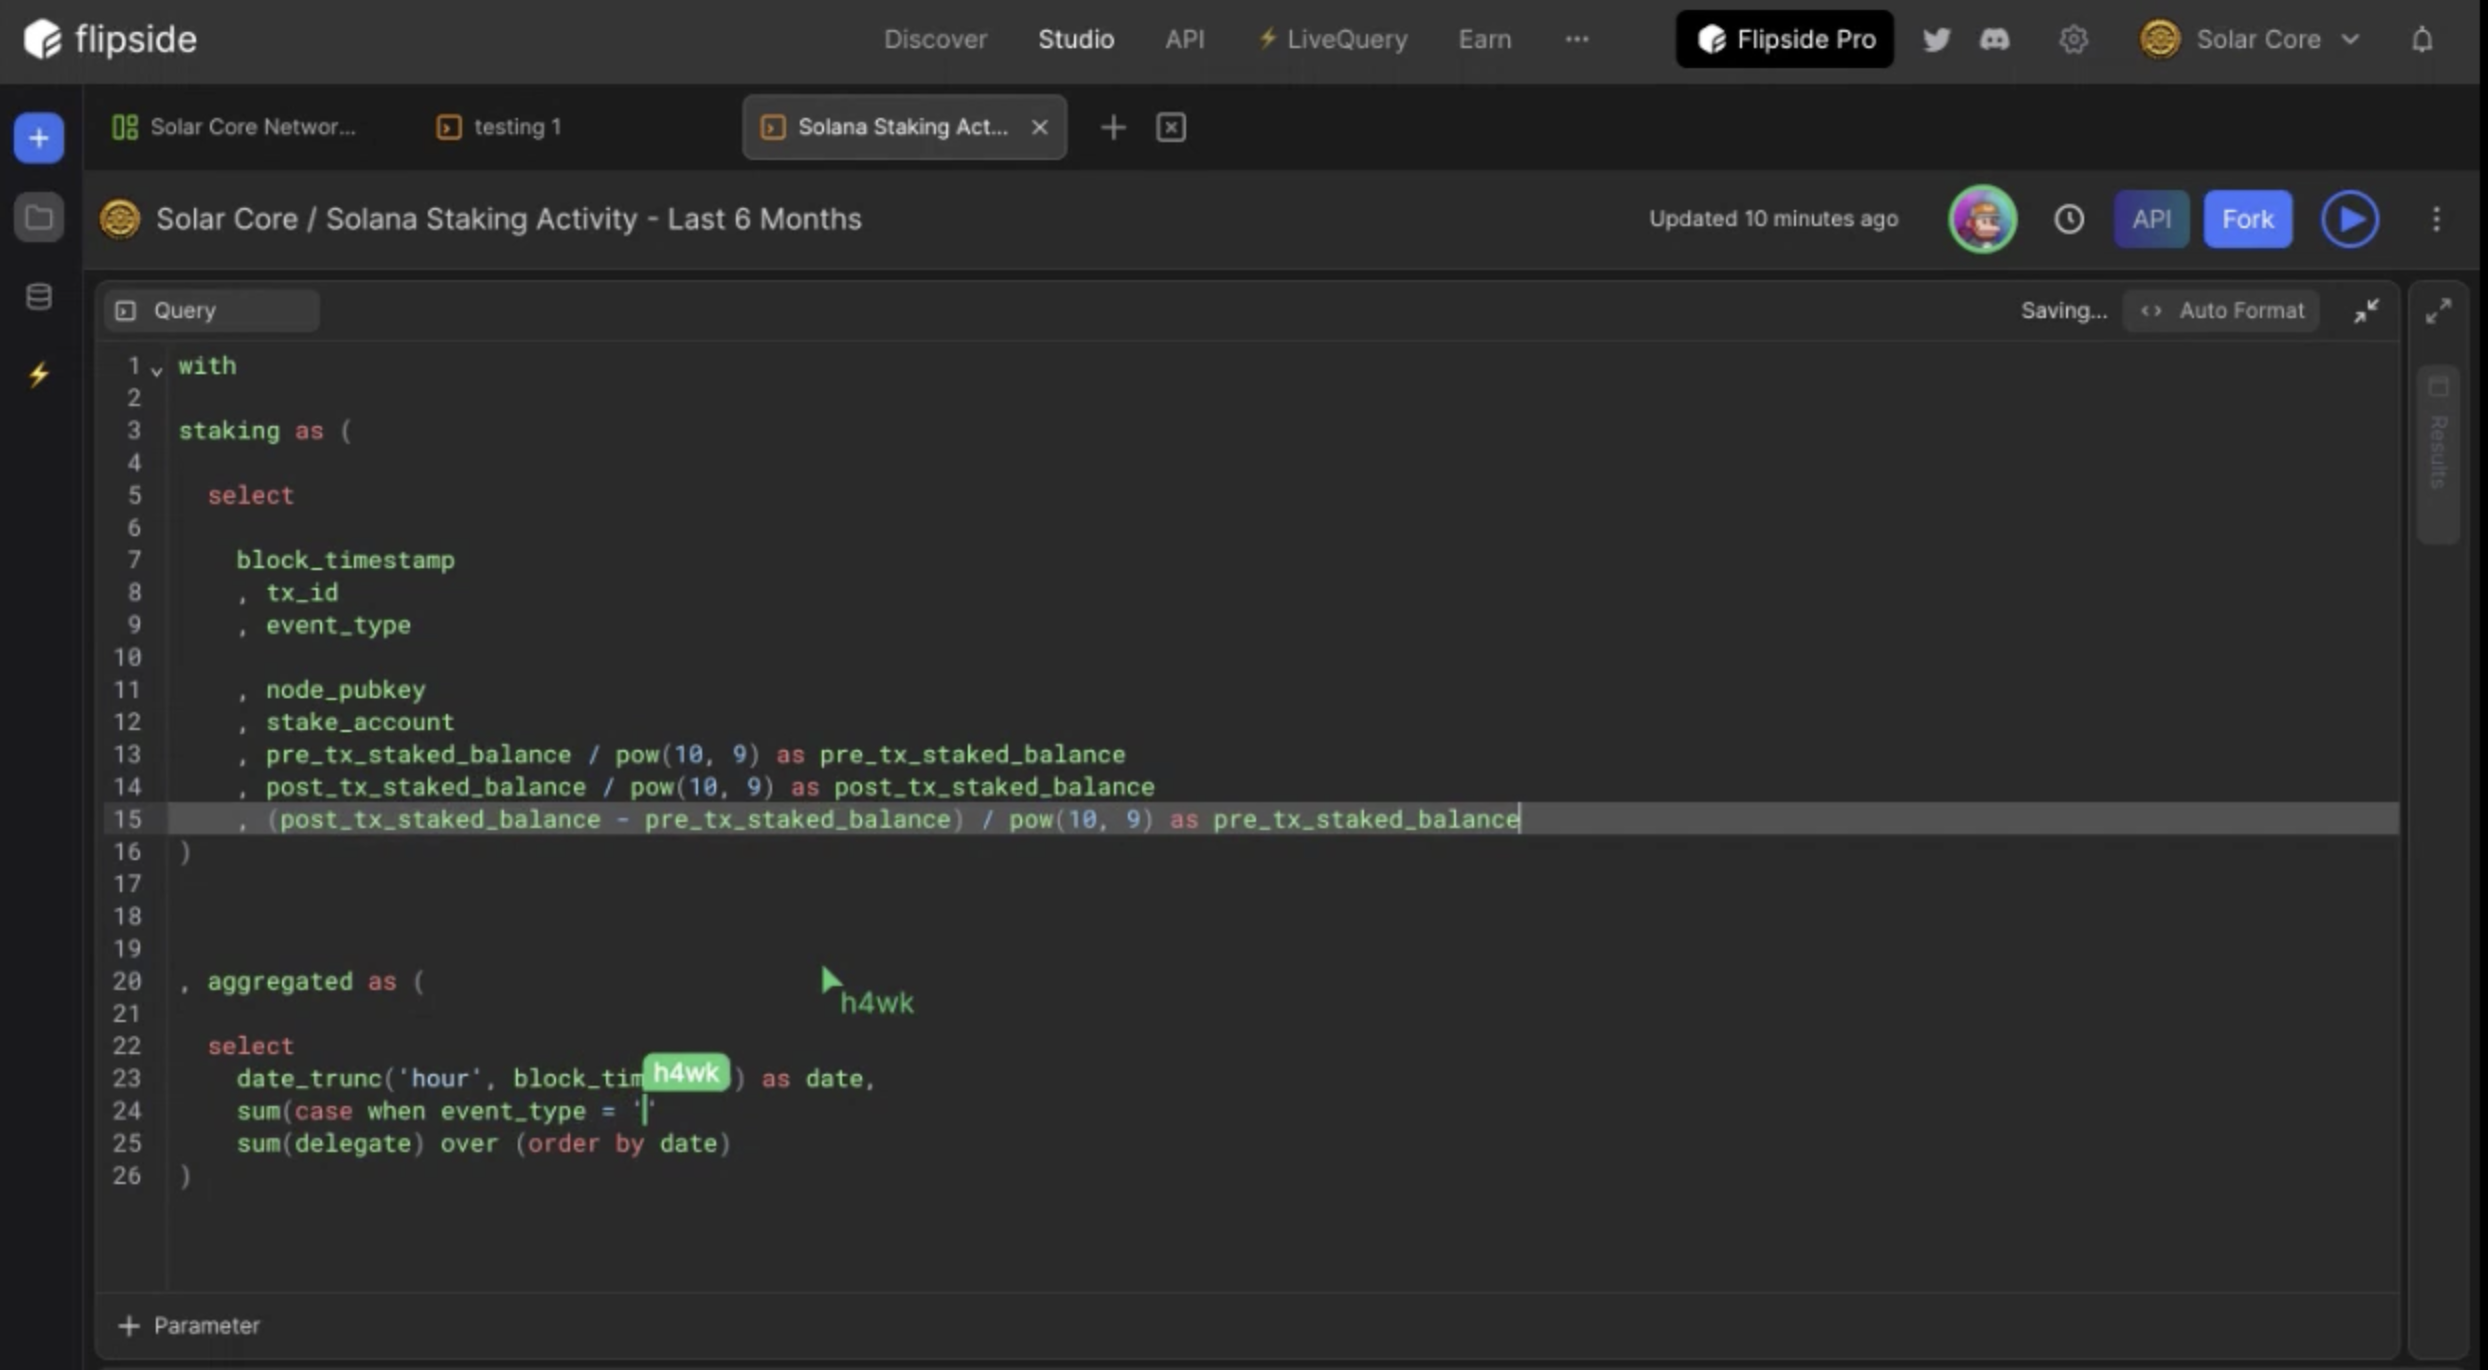 flipside
Discover Studio API LiveQuery Earn ... Flipside Pro Solar Core
Solar Core Networ... testing 1 Solana Staking Act...
Solar Core / Solana Staking Activity - Last 6 Months Updated 10 minutes ago API Fork
Query Saving... <> Auto Format
Results
1 with
2
3 staking as (
4
5 select
6
7 block_timestamp
8 , tx_id
9 , event_type
10
11 , node_pubkey
12 , stake_account
13 , pre_tx_staked_balance / pow(10, 9) as pre_tx_staked_balance
14 , post_tx_staked_balance / pow(10, 9) as post_tx_staked_balance
15 , (post_tx_staked_balance - pre_tx_staked_balance) / pow(10, 9) as pre_tx_staked_balance
16 )
17
18
19
20 , aggregated as (
h4wk
21
22 select
h4wk
23 date_trunc('hour', block_tim ) as date,
24 sum(case when event_type = ''
25 sum(delegate) over (order by date)
26 )
+ Parameter